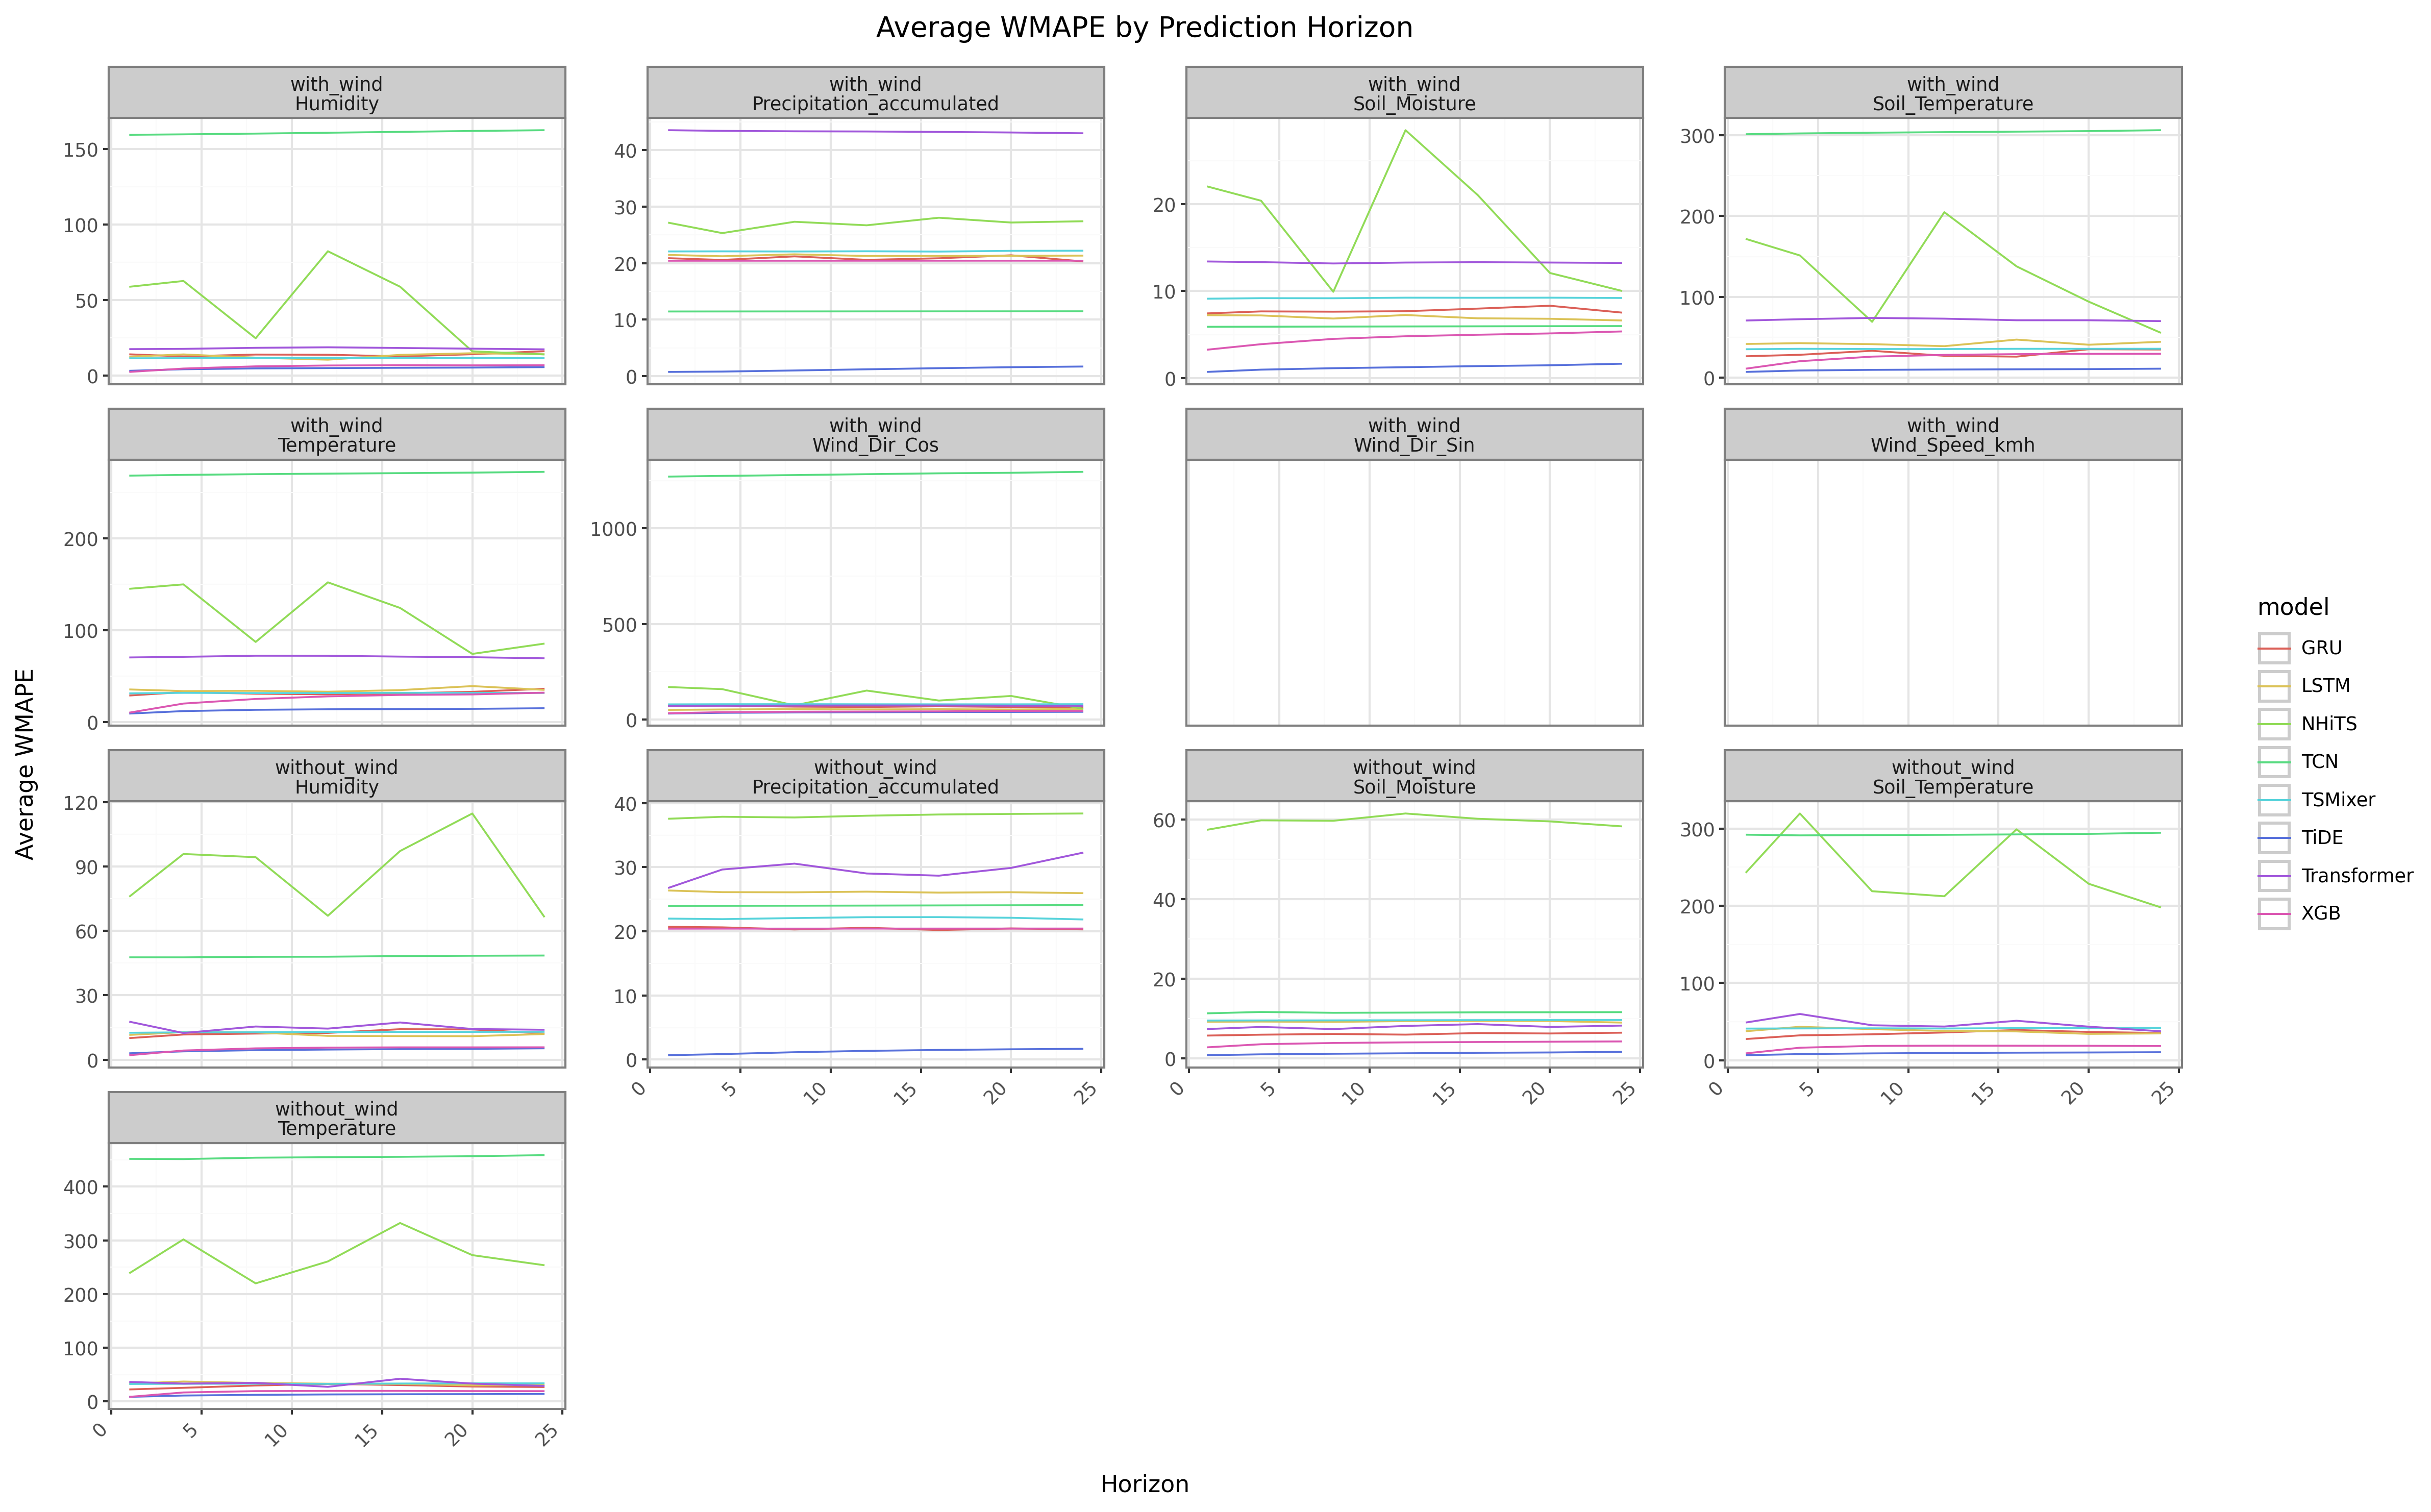 Average WMAPE by Prediction Horizon
with_wind
Humidity
with_wind
Precipitation_accumulated
with_wind
Soil_Moisture
with_wind
Soil_Temperature
150
100
50
0
40
30
20
10
0
20
10
0
300
200
100
0
with_wind
Temperature
with_wind
Wind_Dir_Cos
with_wind
Wind_Dir_Sin
with_wind
Wind_Speed_kmh
200
100
0
1000
500
0
without_wind
Humidity
without_wind
Precipitation_accumulated
without_wind
Soil_Moisture
without_wind
Soil_Temperature
120
90
60
30
0
40
30
20
10
0
60
40
20
0
300
200
100
0
0 5 10 15 20 25
0 5 10 15 20 25
0 5 10 15 20 25
without_wind
Temperature
400
300
200
100
0
0 5 10 15 20 25
Average WMAPE
Horizon
model
GRU
LSTM
NHiTS
TCN
TSMixer
TiDE
Transformer
XGB